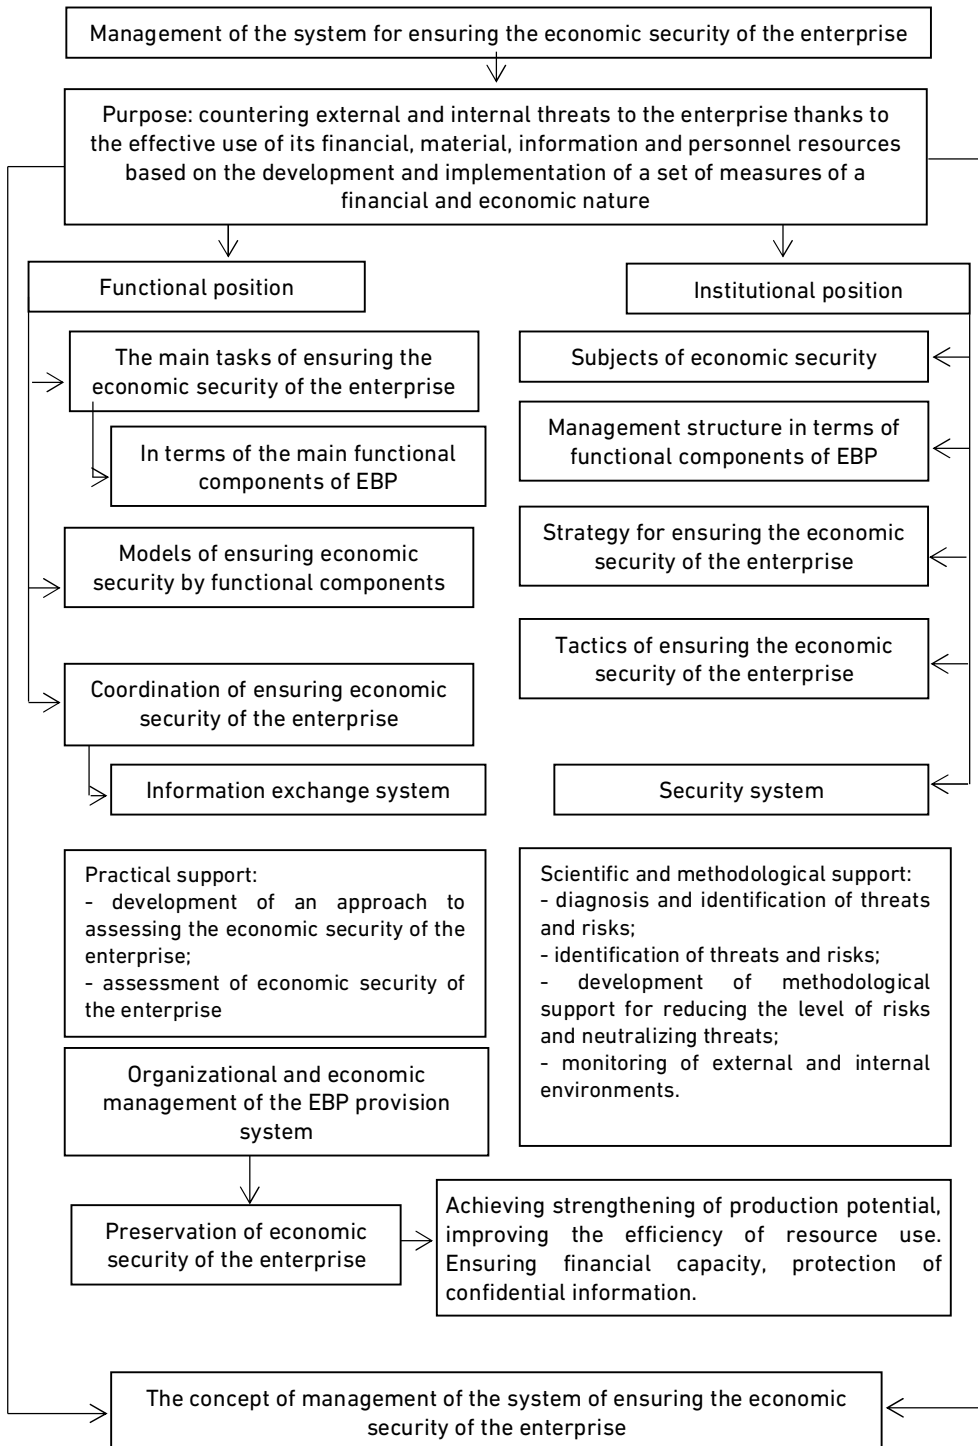 Management of the system for ensuring the economic security of the enterprise
Purpose: countering external and internal threats to the enterprise thanks to
the effective use of its financial, material, information and personnel resources
based on the development and implementation of a set of measures of a
financial and economic nature
Functional position
Institutional position
The main tasks of ensuring the
economic security of the enterprise
In terms of the main functional
components of EBP
Models of ensuring economic
security by functional components
Coordination of ensuring economic
security of the enterprise
Information exchange system
Subjects of economic security
Management structure in terms of
functional components of EBP
Strategy for ensuring the economic
security of the enterprise
Tactics of ensuring the economic
security of the enterprise
Security system
Practical support:
- development of an approach to
assessing the economic security of the
enterprise;
- assessment of economic security of
the enterprise
Scientific and methodological support:
- diagnosis and identification of threats
and risks;
- identification of threats and risks;
- development of methodological
support for reducing the level of risks
and neutralizing threats;
- monitoring of external and internal
environments.
Organizational and economic
management of the EBP provision
system
Preservation of economic
security of the enterprise
Achieving strengthening of production potential,
improving the efficiency of resource use.
Ensuring financial capacity, protection of
confidential information.
The concept of management of the system of ensuring the economic
security of the enterprise